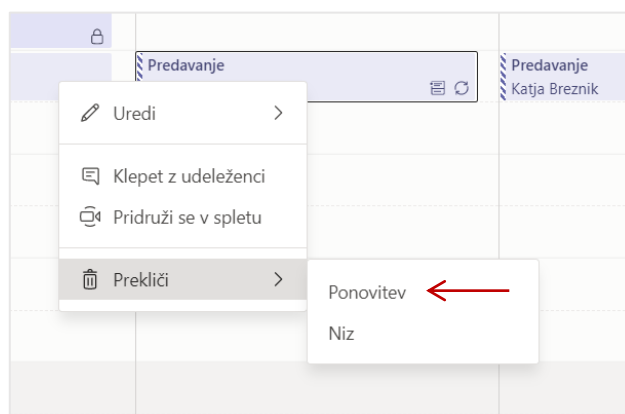 Predavanje
Predavanje
Katja Breznik
Uredi
Klepet z udeleženci
Pridruži se v spletu
Prekliči
Ponovitev
Niz